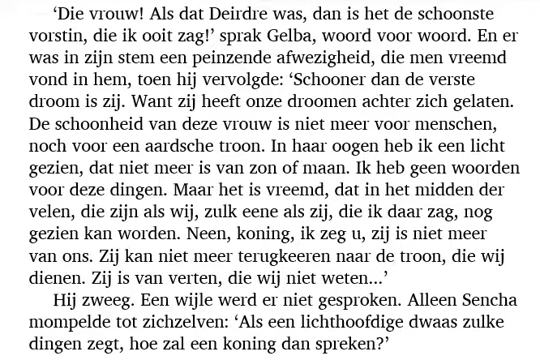 ‘Die vrouw! Als dat Deirdre was, dan is het de schoonste
vorstin, die ik ooit zag!’ sprak Gelba, woord voor woord. En er
was in zijn stem een peinzende afwezigheid, die men vreemd
vond in hem, toen hij vervolgde: ‘Schooner dan de verste
droom is zij. Want zij heeft onze droomen achter zich gelaten.
De schoonheid van deze vrouw is niet meer voor menschen,
noch voor een aardsche troon. In haar oogen heb ik een licht
gezien, dat niet meer is van zon of maan. Ik heb geen woorden
voor deze dingen. Maar het is vreemd, dat in het midden der
velen, die zijn als wij, zulk eene als zij, die ik daar zag, nog
gezien kan worden. Neen, koning, ik zeg u, zij is niet meer
van ons. Zij kan niet meer terugkeeren naar de troon, die wij
dienen. Zij is van verten, die wij niet weten...’
Hij zweeg. Een wijle werd er niet gesproken. Alleen Sencha
mompelde tot zichzelven: ‘Als een lichthoofdige dwaas zulke
dingen zegt, hoe zal een koning dan spreken?’